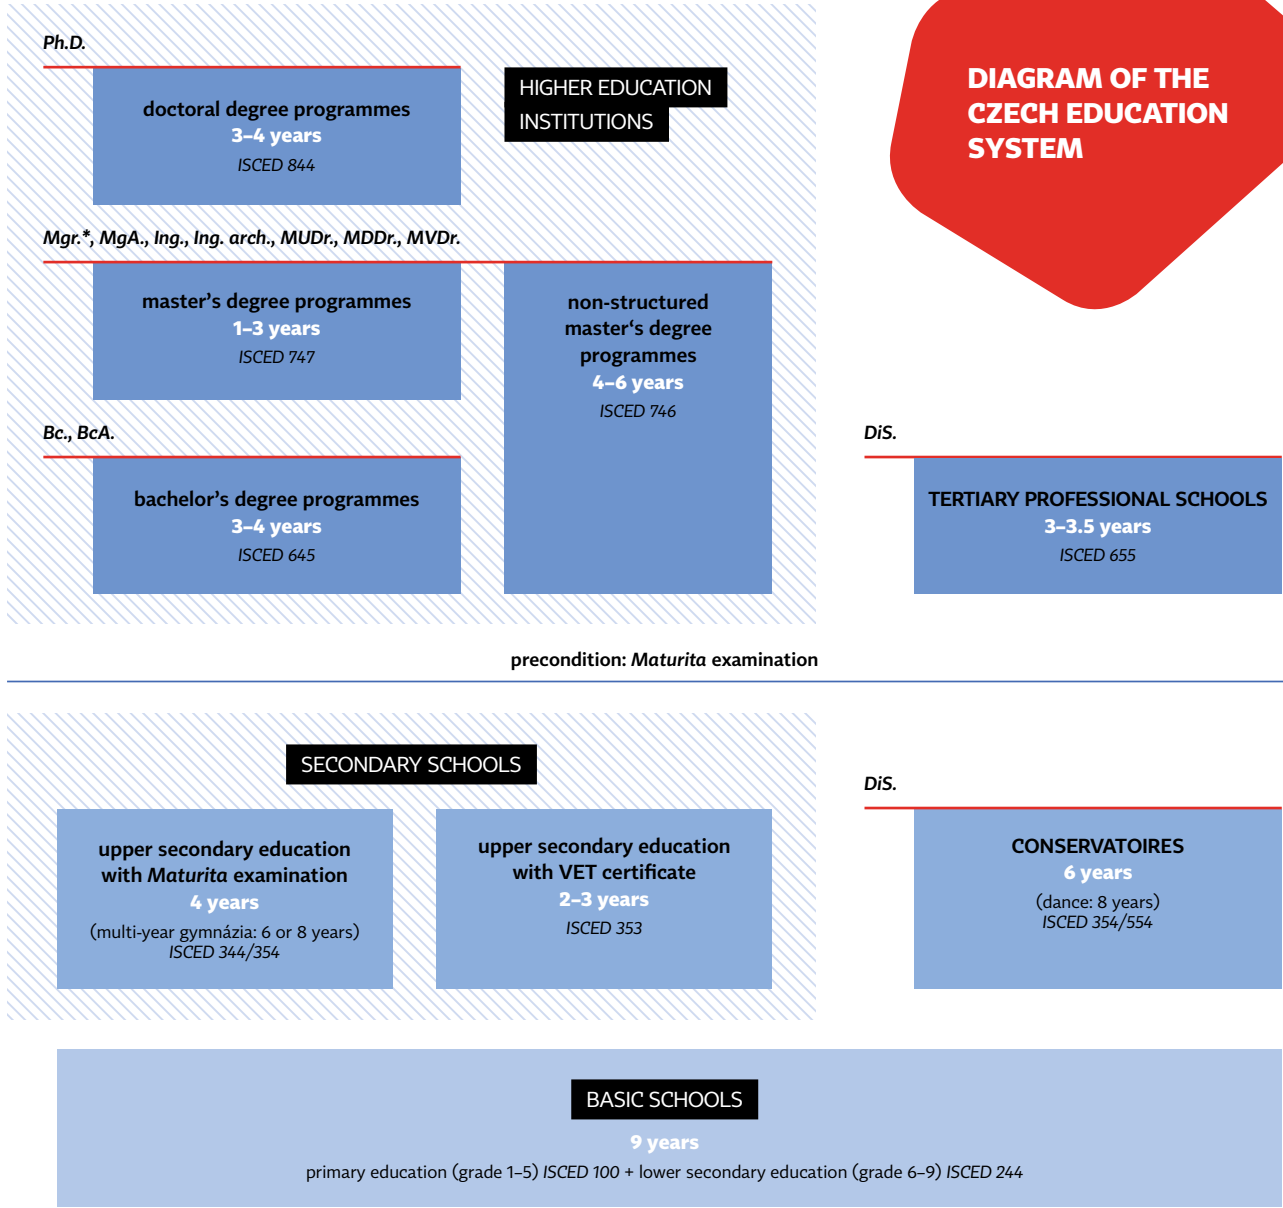 DIAGRAM OF THE
CZECH EDUCATION
SYSTEM
Ph.D.
HIGHER EDUCATION
INSTITUTIONS
doctoral degree programmes
3–4 years
ISCED 844
Mgr.*, MgA., Ing., Ing. arch., MUDr., MDDr., MVDr.
master’s degree programmes
1–3 years
ISCED 747
non-structured
master‘s degree
programmes
4–6 years
ISCED 746
Bc., BcA.
bachelor’s degree programmes
3–4 years
ISCED 645
DiS.
TERTIARY PROFESSIONAL SCHOOLS
3–3.5 years
ISCED 655
precondition: Maturita examination
SECONDARY SCHOOLS
upper secondary education
with Maturita examination
4 years
(multi-year gymnázia: 6 or 8 years)
ISCED 344/354
upper secondary education
with VET certificate
2–3 years
ISCED 353
DiS.
CONSERVATOIRES
6 years
(dance: 8 years)
ISCED 354/554
BASIC SCHOOLS
9 years
primary education (grade 1–5) ISCED 100 + lower secondary education (grade 6–9) ISCED 244